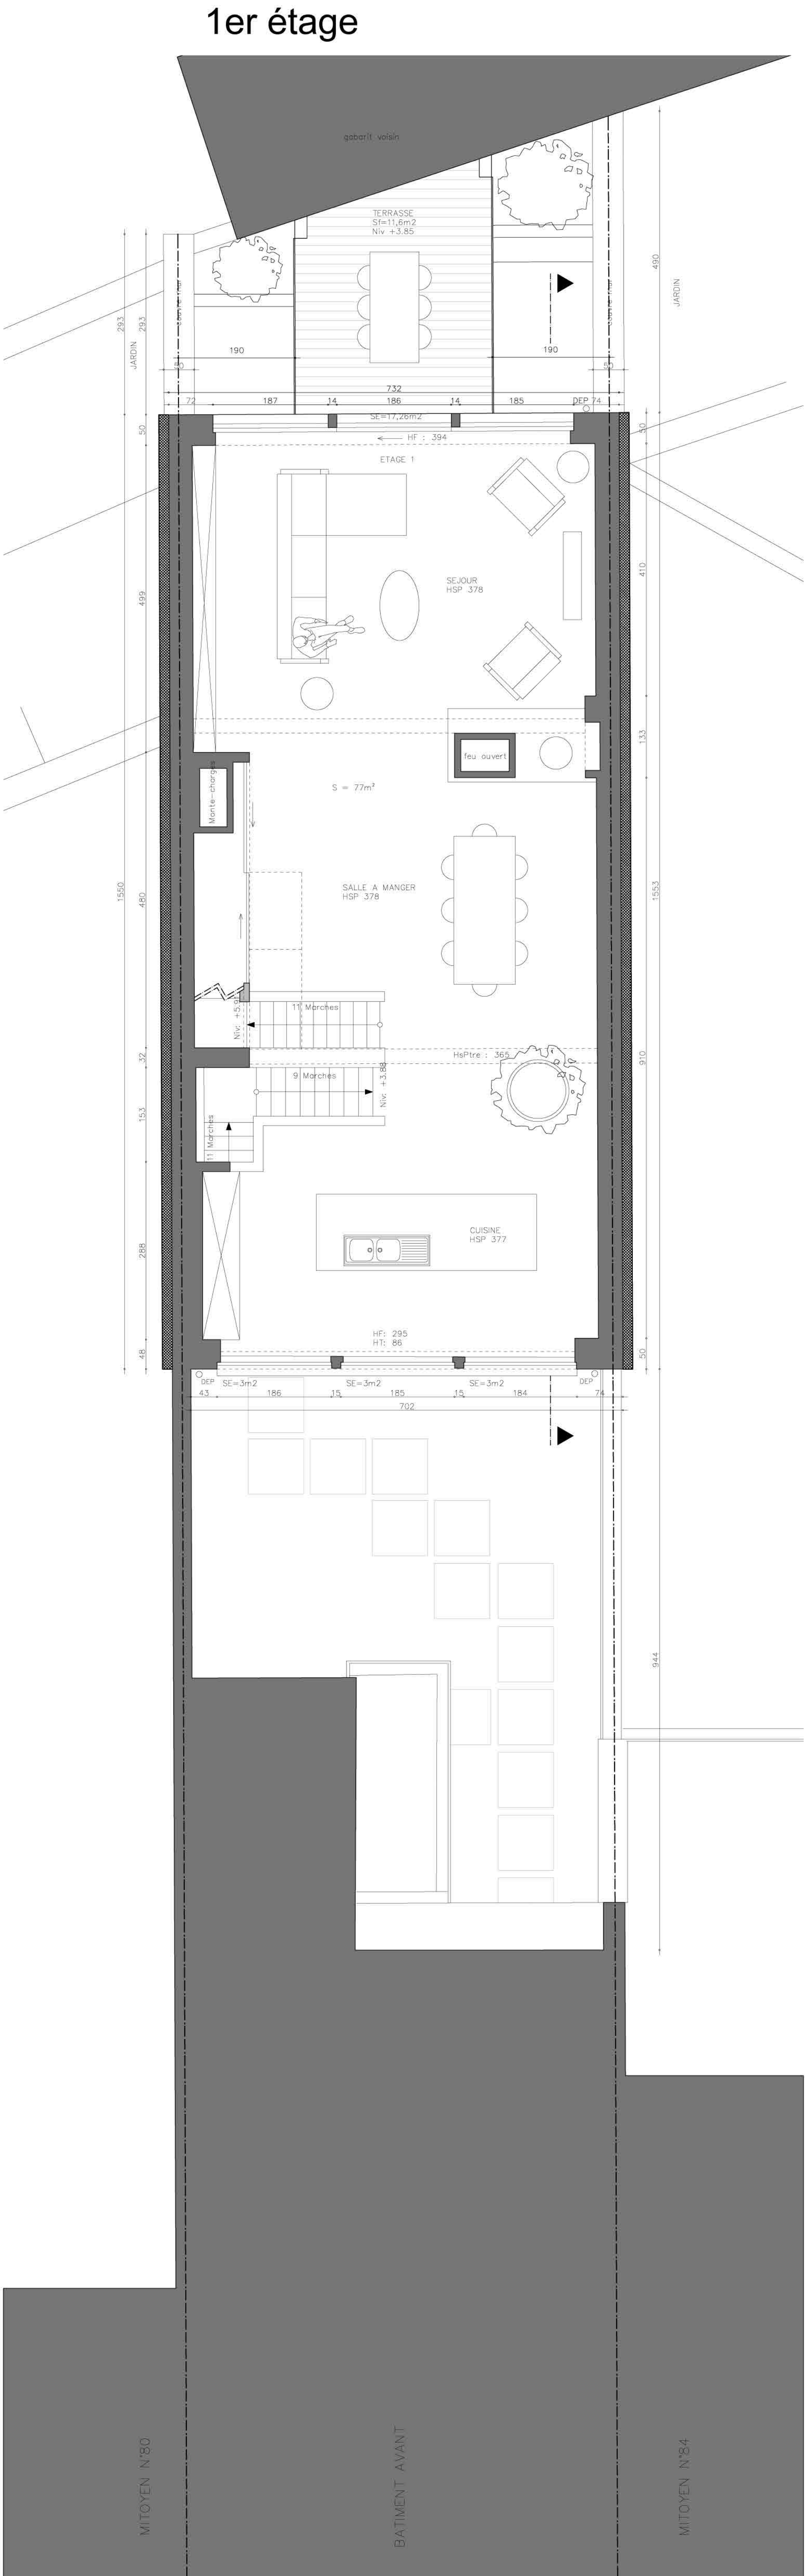 1er étage
gabarit voisin
TERRASSE
Sf=11,6m2
Niv +3.85
490
JARDIN
293
293
JARDIN
190
190
50
732
72
187
14
186
14
185
DEP
74
SE=17,26m2
50
50
HF : 394
ETAGE 1
410
SEJOUR
HSP 378
499
133
feu ouvert
Monte-charges
S = 77m²
SALLE A MANGER
HSP 378
1550
480
1553
11 Marches
HsPtre : 365
910
32
9 Marches
Niv: +3.88
153
11 Marches
CUISINE
HSP 377
288
HF: 295
HT: 86
48
50
DEP
SE=3m2
SE=3m2
SE=3m2
DEP
43
186
15
185
15
184
74
702
944
MITOYEN N°80
BATIMENT AVANT
MITOYEN N°84